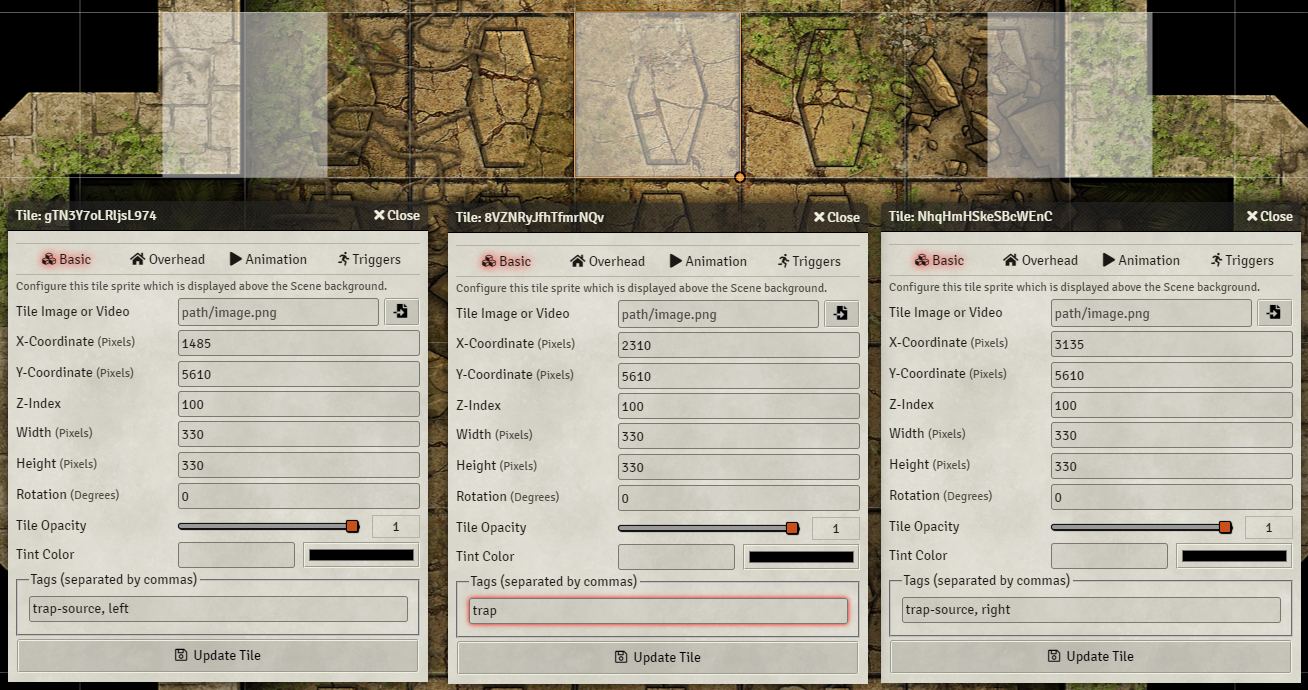 Tile: gTN3Y7oLRljsL974
Close
Basic
Overhead
Animation
Triggers
Configure this tile sprite which is displayed above the Scene background.
Tile Image or Video
path/image.png
X-Coordinate (Pixels)
1485
Y-Coordinate (Pixels)
5610
Z-Index
100
Width (Pixels)
330
Height (Pixels)
330
Rotation (Degrees)
0
Tile Opacity
1
Tint Color
Tags (separated by commas)
trap-source, left
Update Tile
Tile: 8VZNRyJfhTfmrNQv
Close
Basic
Overhead
Animation
Triggers
Configure this tile sprite which is displayed above the Scene background.
Tile Image or Video
path/image.png
X-Coordinate (Pixels)
2310
Y-Coordinate (Pixels)
5610
Z-Index
100
Width (Pixels)
330
Height (Pixels)
330
Rotation (Degrees)
0
Tile Opacity
1
Tint Color
Tags (separated by commas)
trap
Update Tile
Tile: NhqHmHSkeSBcWEnC
Close
Basic
Overhead
Animation
Triggers
Configure this tile sprite which is displayed above the Scene background.
Tile Image or Video
path/image.png
X-Coordinate (Pixels)
3135
Y-Coordinate (Pixels)
5610
Z-Index
100
Width (Pixels)
330
Height (Pixels)
330
Rotation (Degrees)
0
Tile Opacity
1
Tint Color
Tags (separated by commas)
trap-source, right
Update Tile